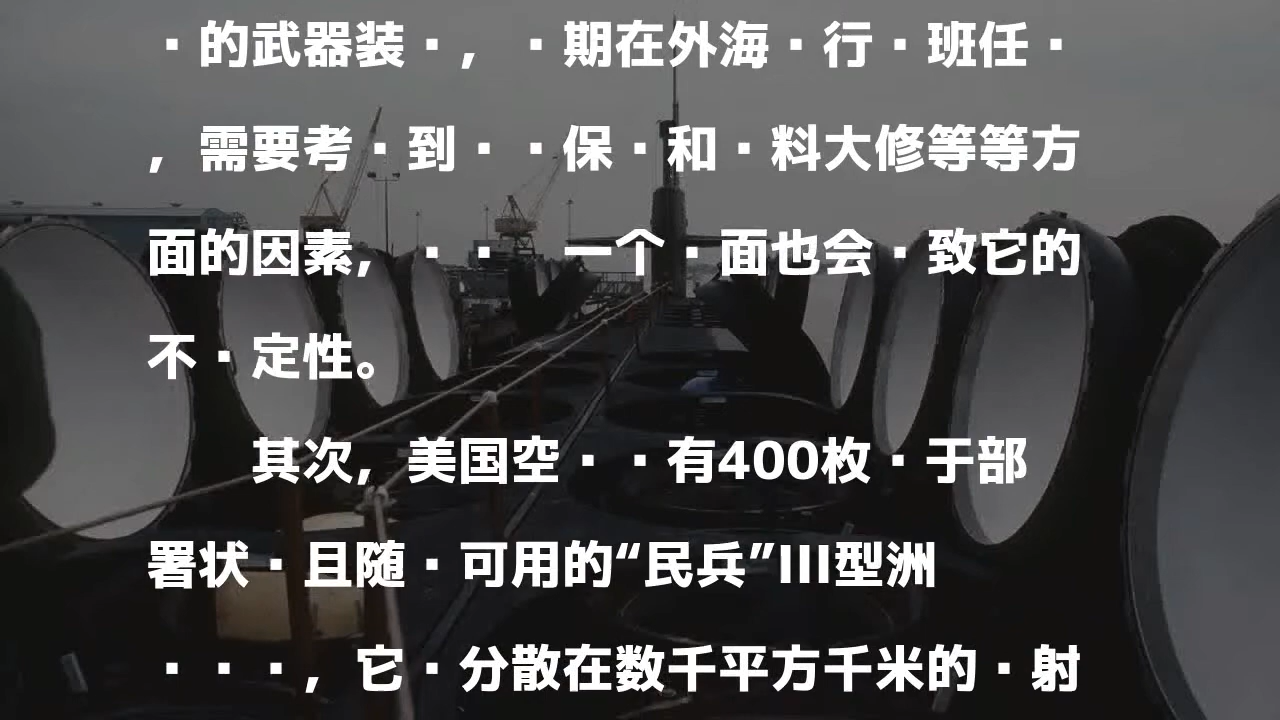 ·的武器装·，·期在外海·行·班任·
，需要考·到··保·和·料大修等等方
面的因素，·· 一个·面也会·致它的
不·定性。
其次，美国空··有400枚·于部
署状·且随·可用的“民兵”III型洲
···，它·分散在数千平方千米的·射